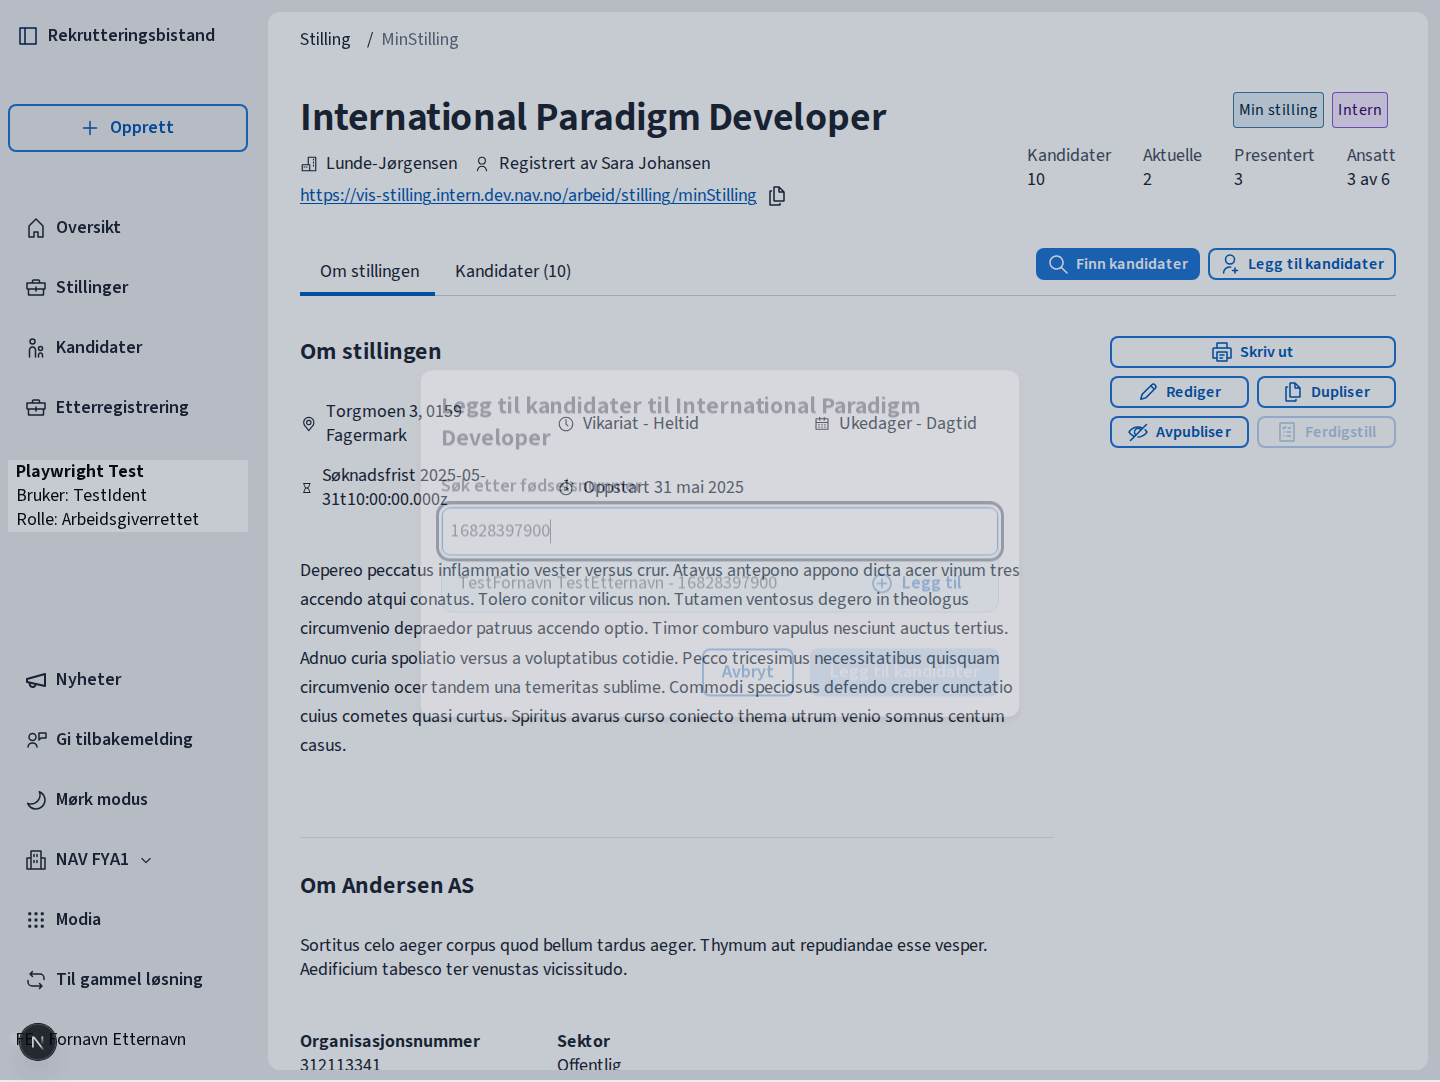 Rekrutteringsbistand
Opprett
Oversikt
Stillinger
Kandidater
Etterregistrering
Playwright Test
Bruker: TestIdent
Rolle: Arbeidsgiverrettet
Nyheter
Gi tilbakemelding
Mørk modus
NAV FYA1
Modia
Til gammel løsning
Fornavn Etternavn
Stilling / MinStilling
International Paradigm Developer
Min stilling Intern
Lunde-Jørgensen Registrert av Sara Johansen
https://vis-stilling.intern.dev.nav.no/arbeid/stilling/minStilling
Kandidater Aktuelle Presentert Ansatt
10 2 3 3 av 6
Om stillingen Kandidater (10)
Finn kandidater Legg til kandidater
Om stillingen
Skriv ut
Rediger Dupliser
Avpubliser Ferdigstill
Torgmoen 3, 0159
Fagermark
Vikariat - Heltid
Ukedager - Dagtid
Søknadsfrist 2025-05-
31t10:00:00.000z
Oppstart 31 mai 2025
Legg til kandidater til International Paradigm
Developer
Søk etter fødselsnummer
16828397900
TestFornavn TestEtternavn - 16828397900
Legg til
Avbryt Legg til kandidater
Depereo peccatus inflammatio vester versus crur. Atavus antepono appono dicta acer vinum tres
accendo atqui conatus. Tolero conitor vilicus non. Tutamen ventosus degero in theologus
circumvenio depraedor patruus accendo optio. Timor comburo vapulus nesciunt auctus tertius.
Adnuo curia spoliatio versus a voluptatibus cotidie. Pecco tricesimus necessitatibus quisquam
circumvenio ocer tandem una temeritas sublime. Commodi speciosus defendo creber cunctatio
cuius cometes quasi curtus. Spiritus avarus curso coniecto thema utrum venio somnus centum
casus.
Om Andersen AS
Sortitus celo aeger corpus quod bellum tardus aeger. Thymum aut repudiandae esse vesper.
Aedificium tabesco ter venustas vicissitudo.
Organisasjonsnummer Sektor
312113341 Offentlig